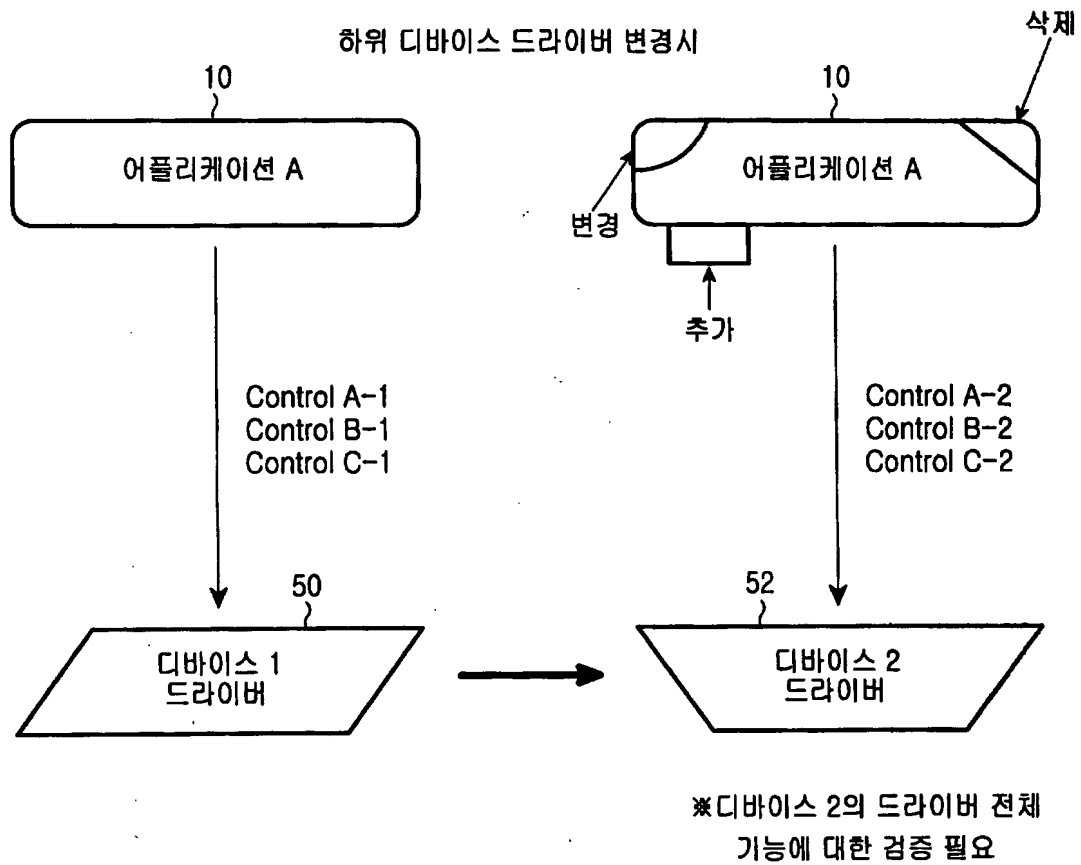 하위 디바이스 드라이버 변경시
삭제
10
10
어플리케이션 A
어플리케이션 A
변경
추가
Control A-1
Control B-1
Control C-1
Control A-2
Control B-2
Control C-2
50
52
디바이스 1
드라이버
디바이스 2
드라이버
※디바이스 2의 드라이버 전체
기능에 대한 검증 필요